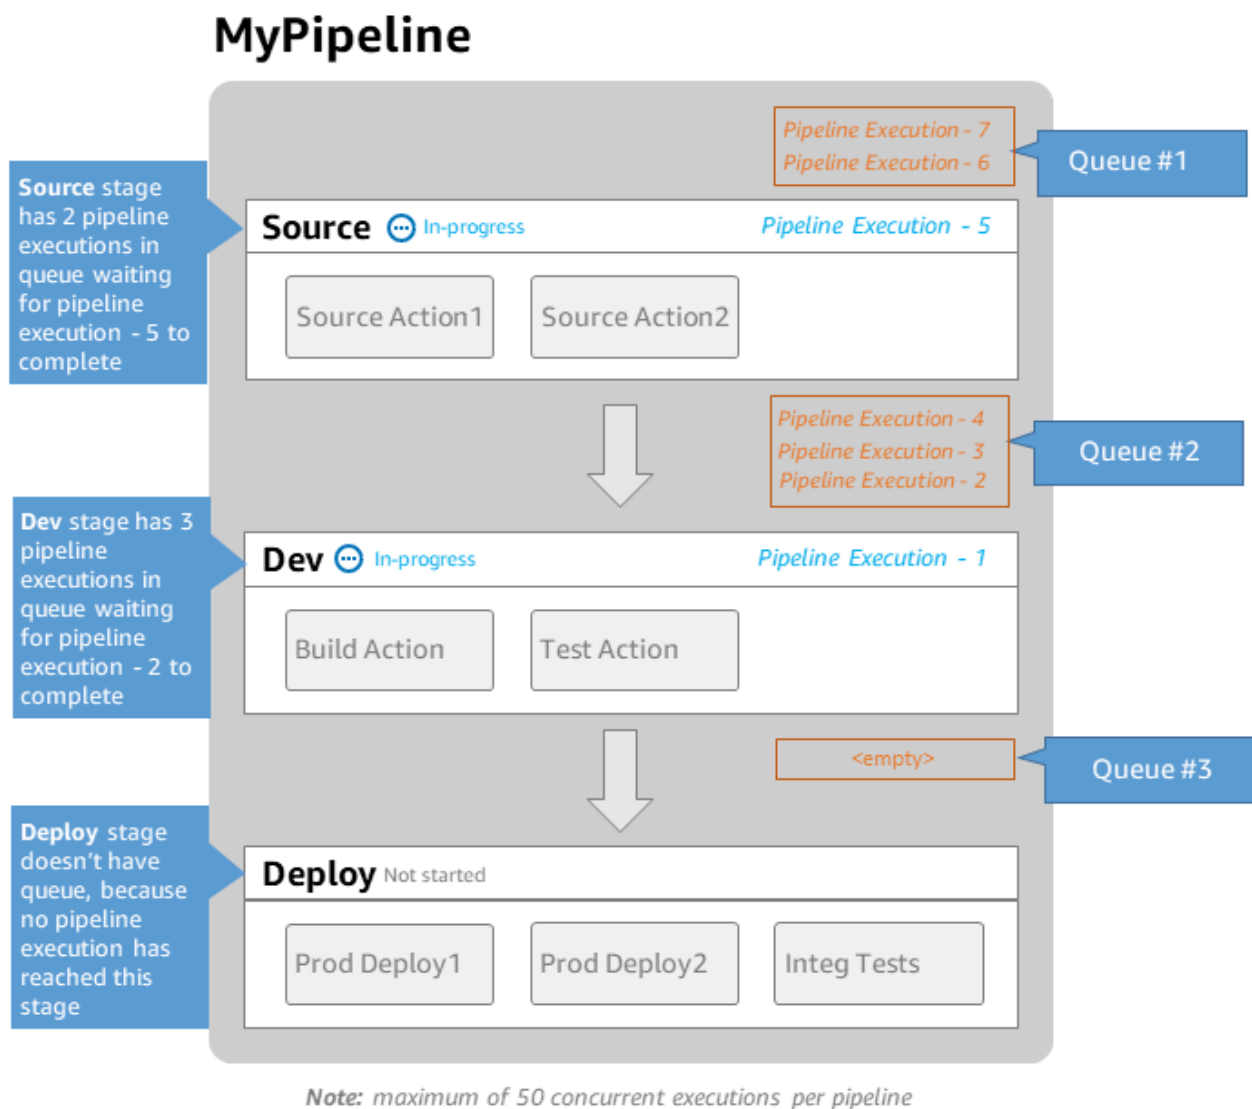 MyPipeline
Pipeline Execution - 7
Pipeline Execution - 6
Queue #1
Source stage
has 2 pipeline
executions in
queue waiting
for pipeline
execution - 5 to
complete
Source In-progress Pipeline Execution - 5
Source Action1 Source Action2
Pipeline Execution - 4
Pipeline Execution - 3
Pipeline Execution - 2
Queue #2
Dev stage has 3
pipeline
executions in
queue waiting
for pipeline
execution - 2 to
complete
Dev In-progress Pipeline Execution - 1
Build Action Test Action
<empty>
Queue #3
Deploy stage
doesn't have
queue, because
no pipeline
execution has
reached this
stage
Deploy Not started
Prod Deploy1 Prod Deploy2 Integ Tests
Note: maximum of 50 concurrent executions per pipeline